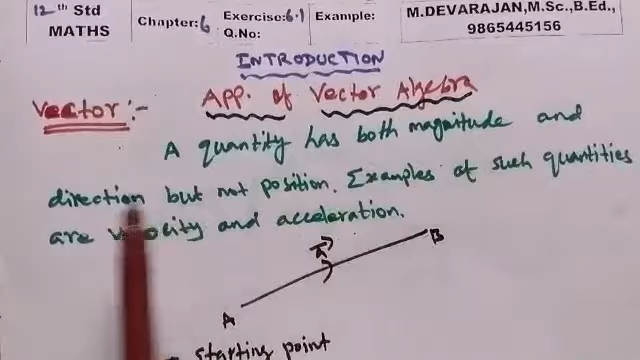 12th Std
MATHS
Chapter: 6
Exercise: 6.1
Example:
Q.No:
M.DEVARAJAN,M.Sc.,B.Ed.,
9865445156
INTRODUCTION
App. of Vector Algebra
Vector:-
A quantity has both magnitude and
direction but not position. Examples of such quantities
are velocity and acceleration.
B
A
starting point